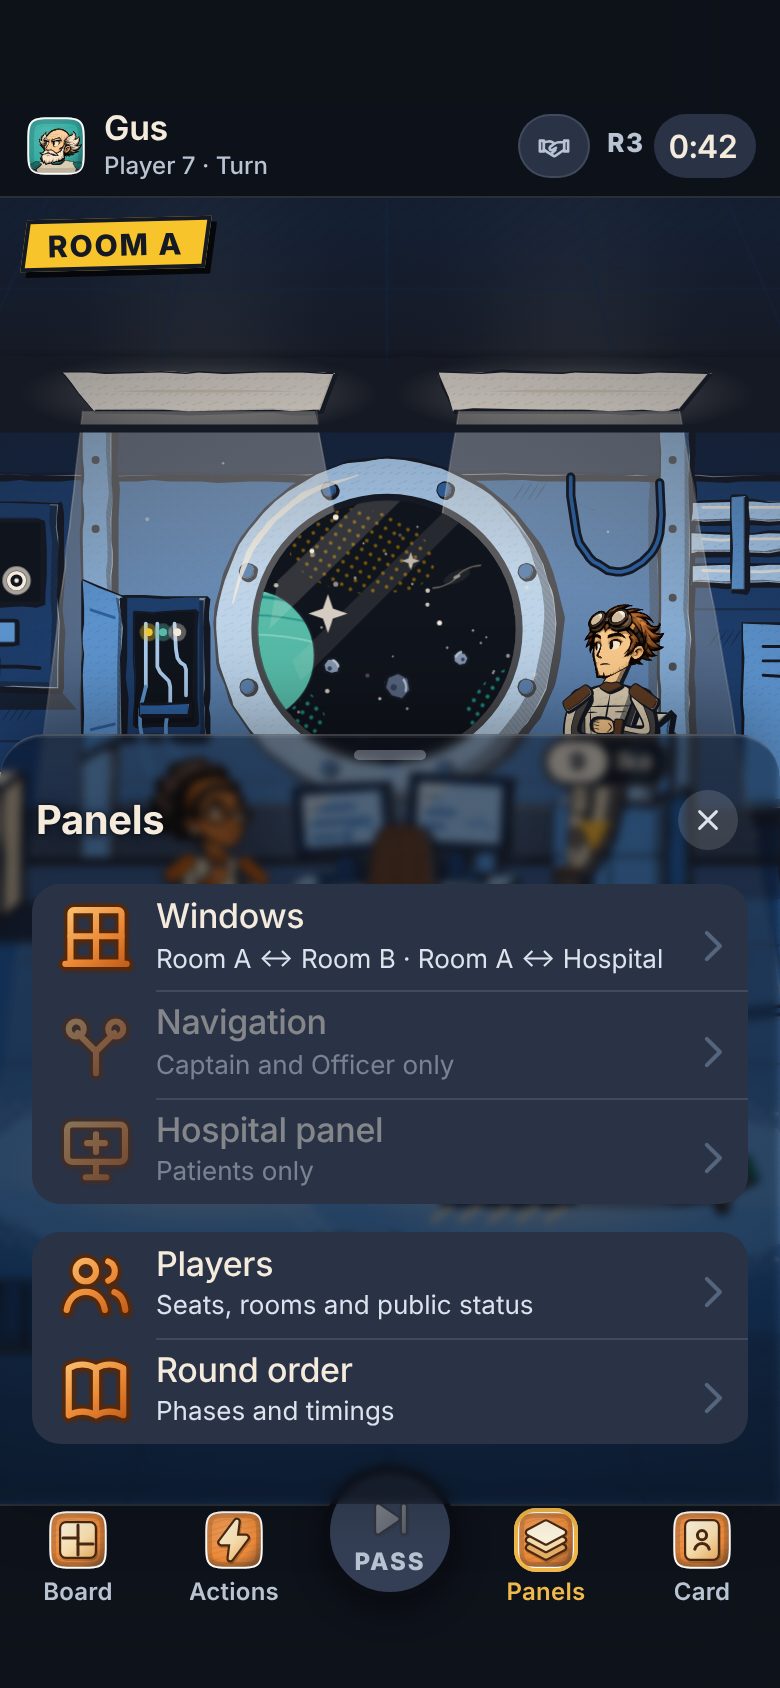 Gus
Player 7 · Turn
R3
0:42
ROOM A
Panels
Windows
Room A ↔ Room B · Room A ↔ Hospital
Navigation
Captain and Officer only
Hospital panel
Patients only
Players
Seats, rooms and public status
Round order
Phases and timings
PASS
Board
Actions
Panels
Card